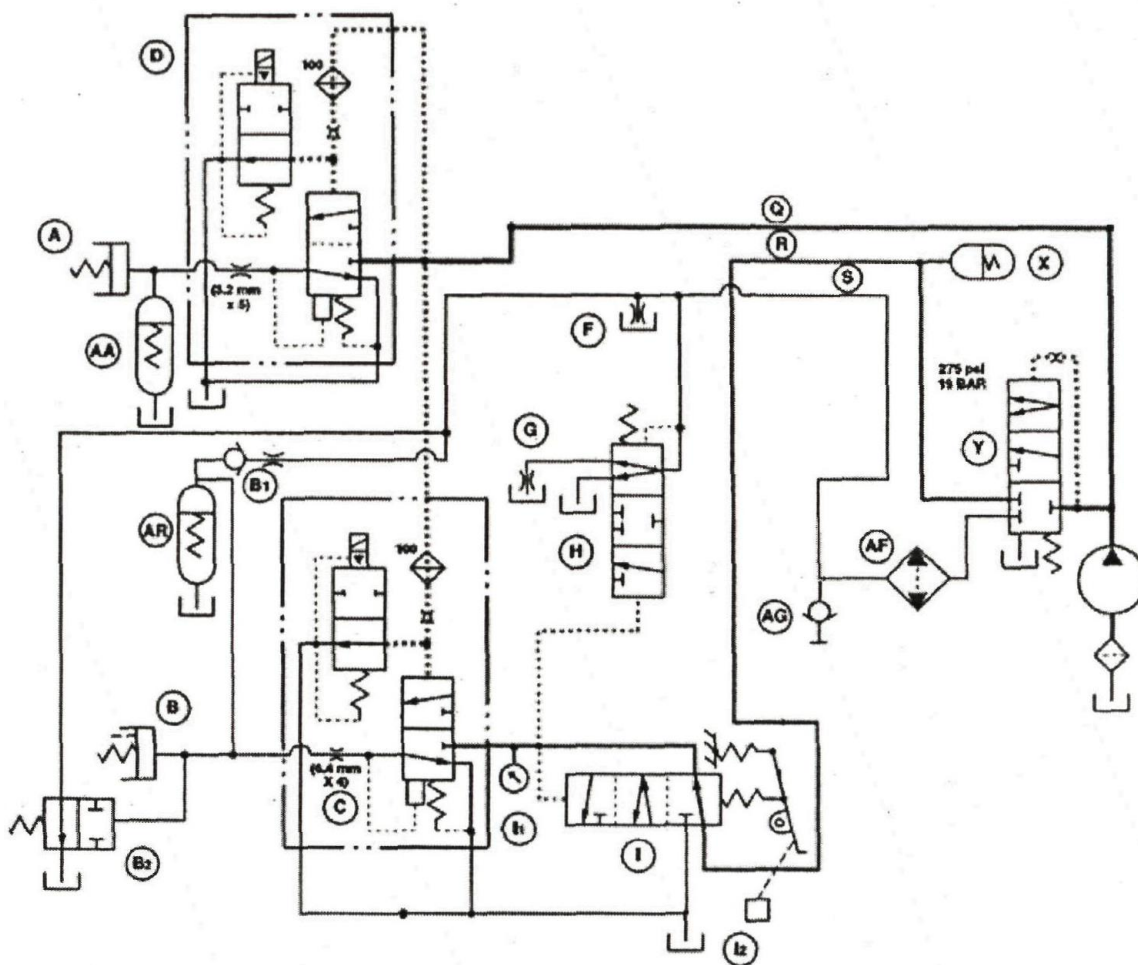 D
100
A
Q
R
X
S
(3.2 mm
x 5)
F
AA
275 psi
19 BAR
G
Y
B1
AR
H
AF
100
AG
B
(6.4 mm
X 4)
C
I1
I
B2
I2